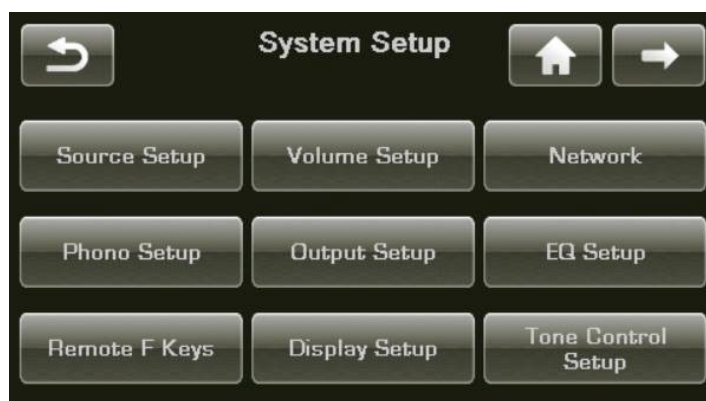 System Setup
Source Setup
Volume Setup
Network
Phono Setup
Output Setup
EQ Setup
Remote F Keys
Display Setup
Tone Control
Setup